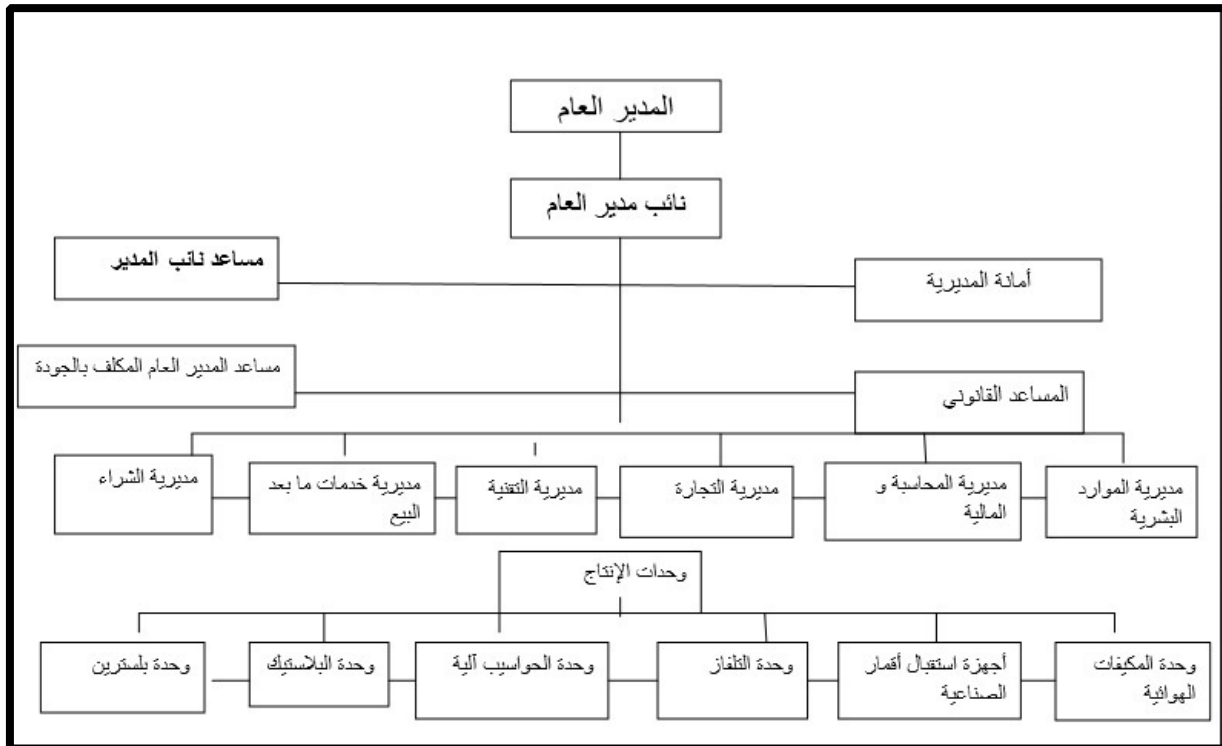 المدير العام
نائب مدير العام
مساعد نائب المدير
أمانة المديرية
مساعد المدير العام المكلف بالجودة
المساعد القانوني
مديرية الموارد
البشرية
مديرية المحاسبة و
المالية
مديرية التجارة
مديرية التقنية
مديرية خدمات ما بعد
البيع
مديرية الشراء
وحدات الإنتاج
وحدة المكيفات
الهوائية
أجهزة استقبال أقمار
الصناعية
وحدة التلفاز
وحدة الحواسيب آلية
وحدة البلاستيك
وحدة بلسترين